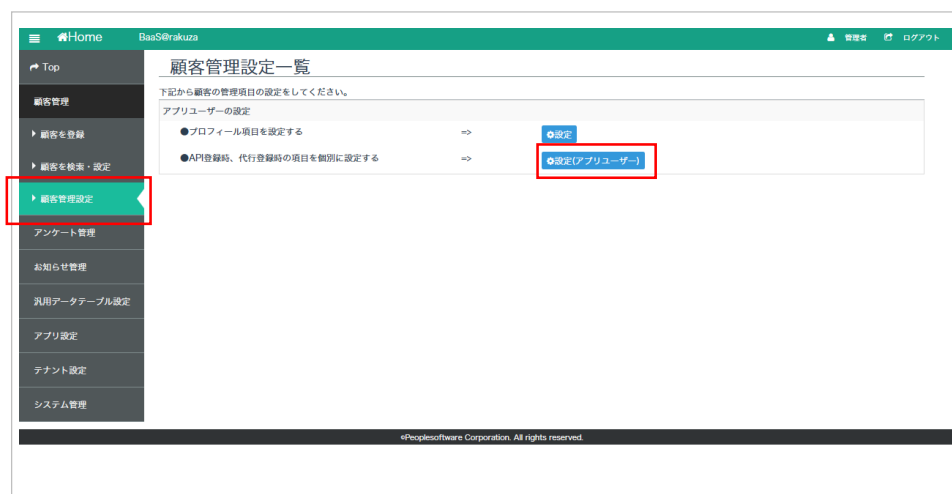 Home BaaS@rakuza 管理者 ログアウト
Top
顧客管理
顧客を登録
顧客を検索・設定
顧客管理設定
アンケート管理
お知らせ管理
汎用データテーブル設定
アプリ設定
テナント設定
システム管理
顧客管理設定一覧
下記から顧客の管理項目の設定をしてください。
アプリユーザーの設定
●プロフィール項目を設定する => 設定
●API登録時、代行登録時の項目を個別に設定する => 設定(アプリユーザー)
©Peoplesoftware Corporation. All rights reserved.